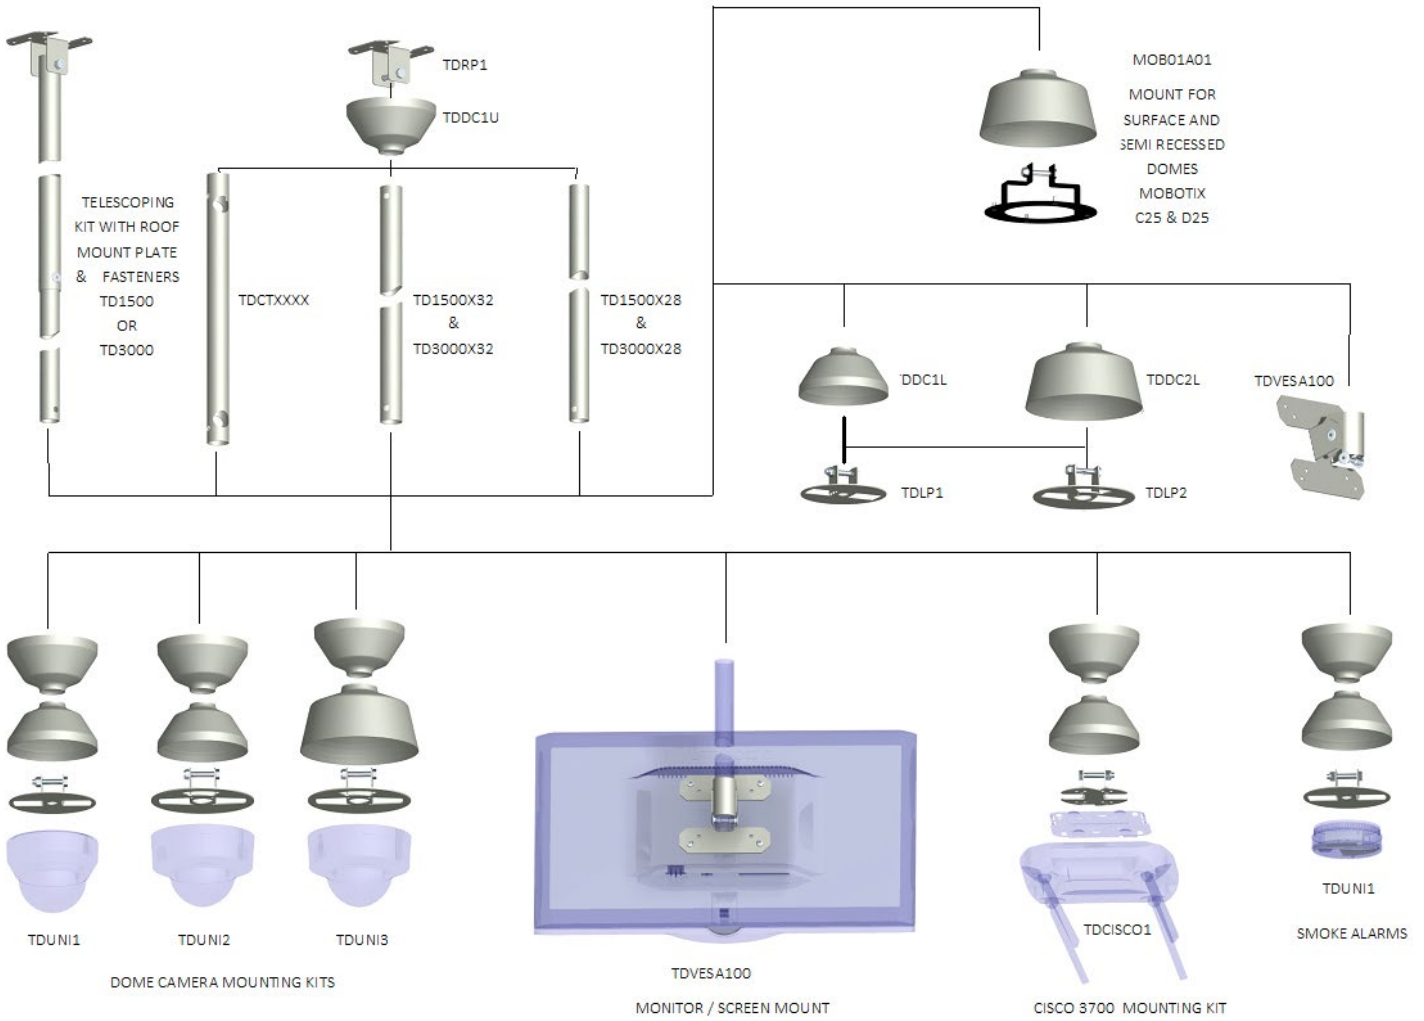 TDRP1
TDDC1U
MOB01A01
MOUNT FOR
SURFACE AND
SEMI RECESSED
DOMES
MOBOTIX
C25 & D25
TELESCOPING
KIT WITH ROOF
MOUNT PLATE
& FASTENERS
TD1500
OR
TD3000
TDCTXXXX
TD1500X32
&
TD3000X32
TD1500X28
&
TD3000X28
DDC1L
TDDC2L
TDVESA100
TDLP1
TDLP2
TDUNI1
TDUNI2
TDUNI3
DOME CAMERA MOUNTING KITS
TDVESA100
MONITOR / SCREEN MOUNT
TDCISCO1
CISCO 3700 MOUNTING KIT
TDUNI1
SMOKE ALARMS